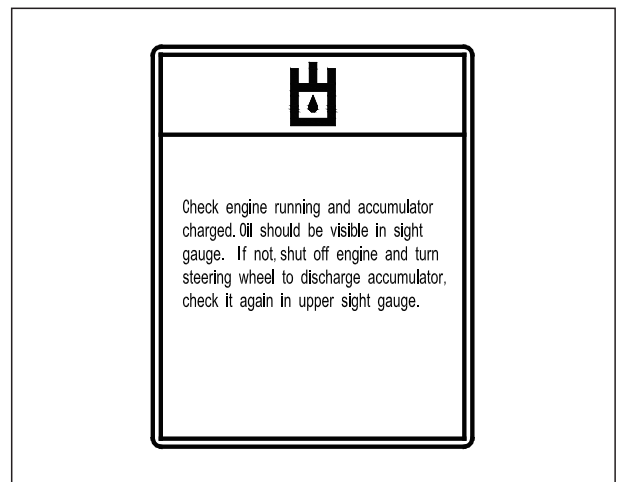 Check engine running and accumulator
charged. Oil should be visible in sight
gauge. If not, shut off engine and turn
steering wheel to discharge accumulator,
check it again in upper sight gauge.